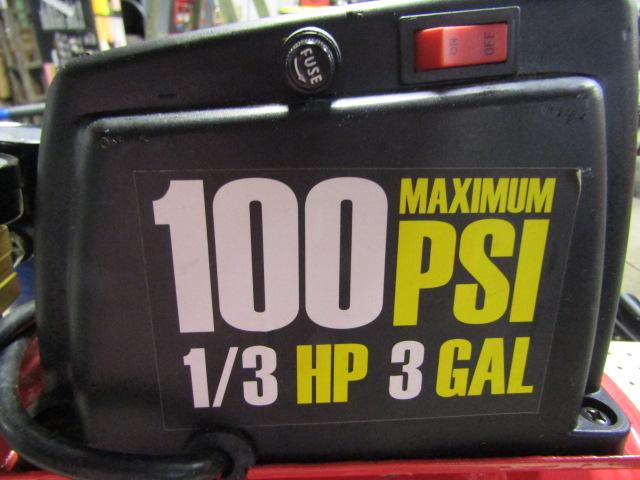 FUSE
ON OFF
100 MAXIMUM PSI
1/3 HP 3 GAL